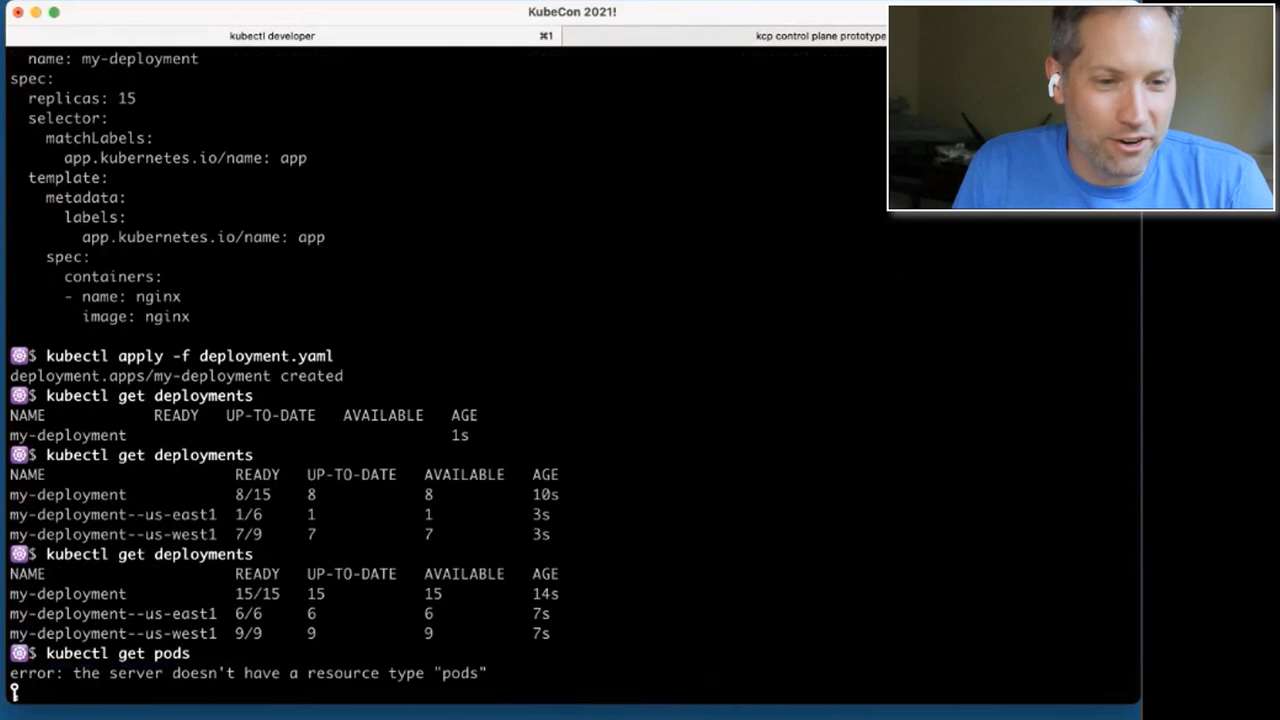 KubeCon 2021!
kubectl developer ⌘1 kcp control plane prototype
name: my-deployment
spec:
replicas: 15
selector:
matchLabels:
app.kubernetes.io/name: app
template:
metadata:
labels:
app.kubernetes.io/name: app
spec:
containers:
- name: nginx
image: nginx
$ kubectl apply -f deployment.yaml
deployment.apps/my-deployment created
$ kubectl get deployments
NAME READY UP-TO-DATE AVAILABLE AGE
my-deployment 1s
$ kubectl get deployments
NAME READY UP-TO-DATE AVAILABLE AGE
my-deployment 8/15 8 8 10s
my-deployment--us-east1 1/6 1 1 3s
my-deployment--us-west1 7/9 7 7 3s
$ kubectl get deployments
NAME READY UP-TO-DATE AVAILABLE AGE
my-deployment 15/15 15 15 14s
my-deployment--us-east1 6/6 6 6 7s
my-deployment--us-west1 9/9 9 9 7s
$ kubectl get pods
error: the server doesn't have a resource type "pods"